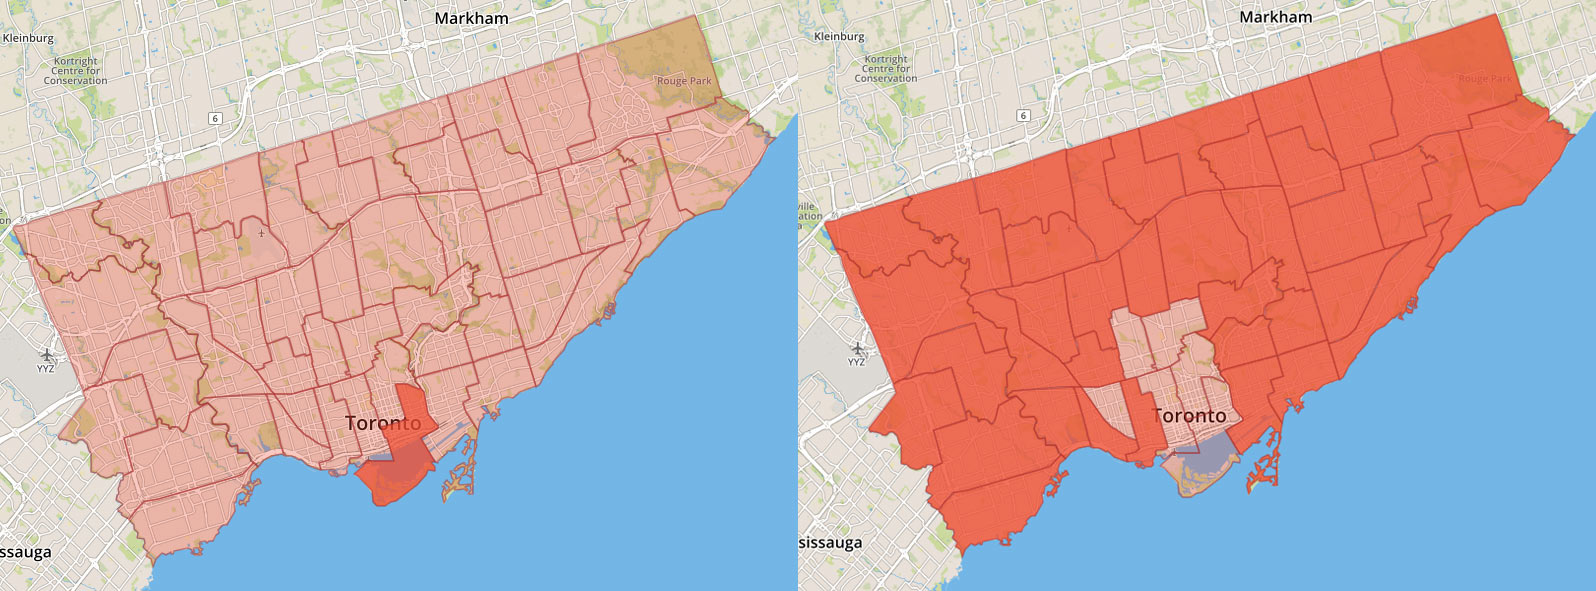 Markham
Kleinburg
Kortright
Centre for
Conservation
Rouge Park
6
YYZ
Toronto
ssauga
Markham
Kleinburg
Kortright
Centre for
Conservation
Rouge Park
6
ville
ation
YYZ
Toronto
sissauga